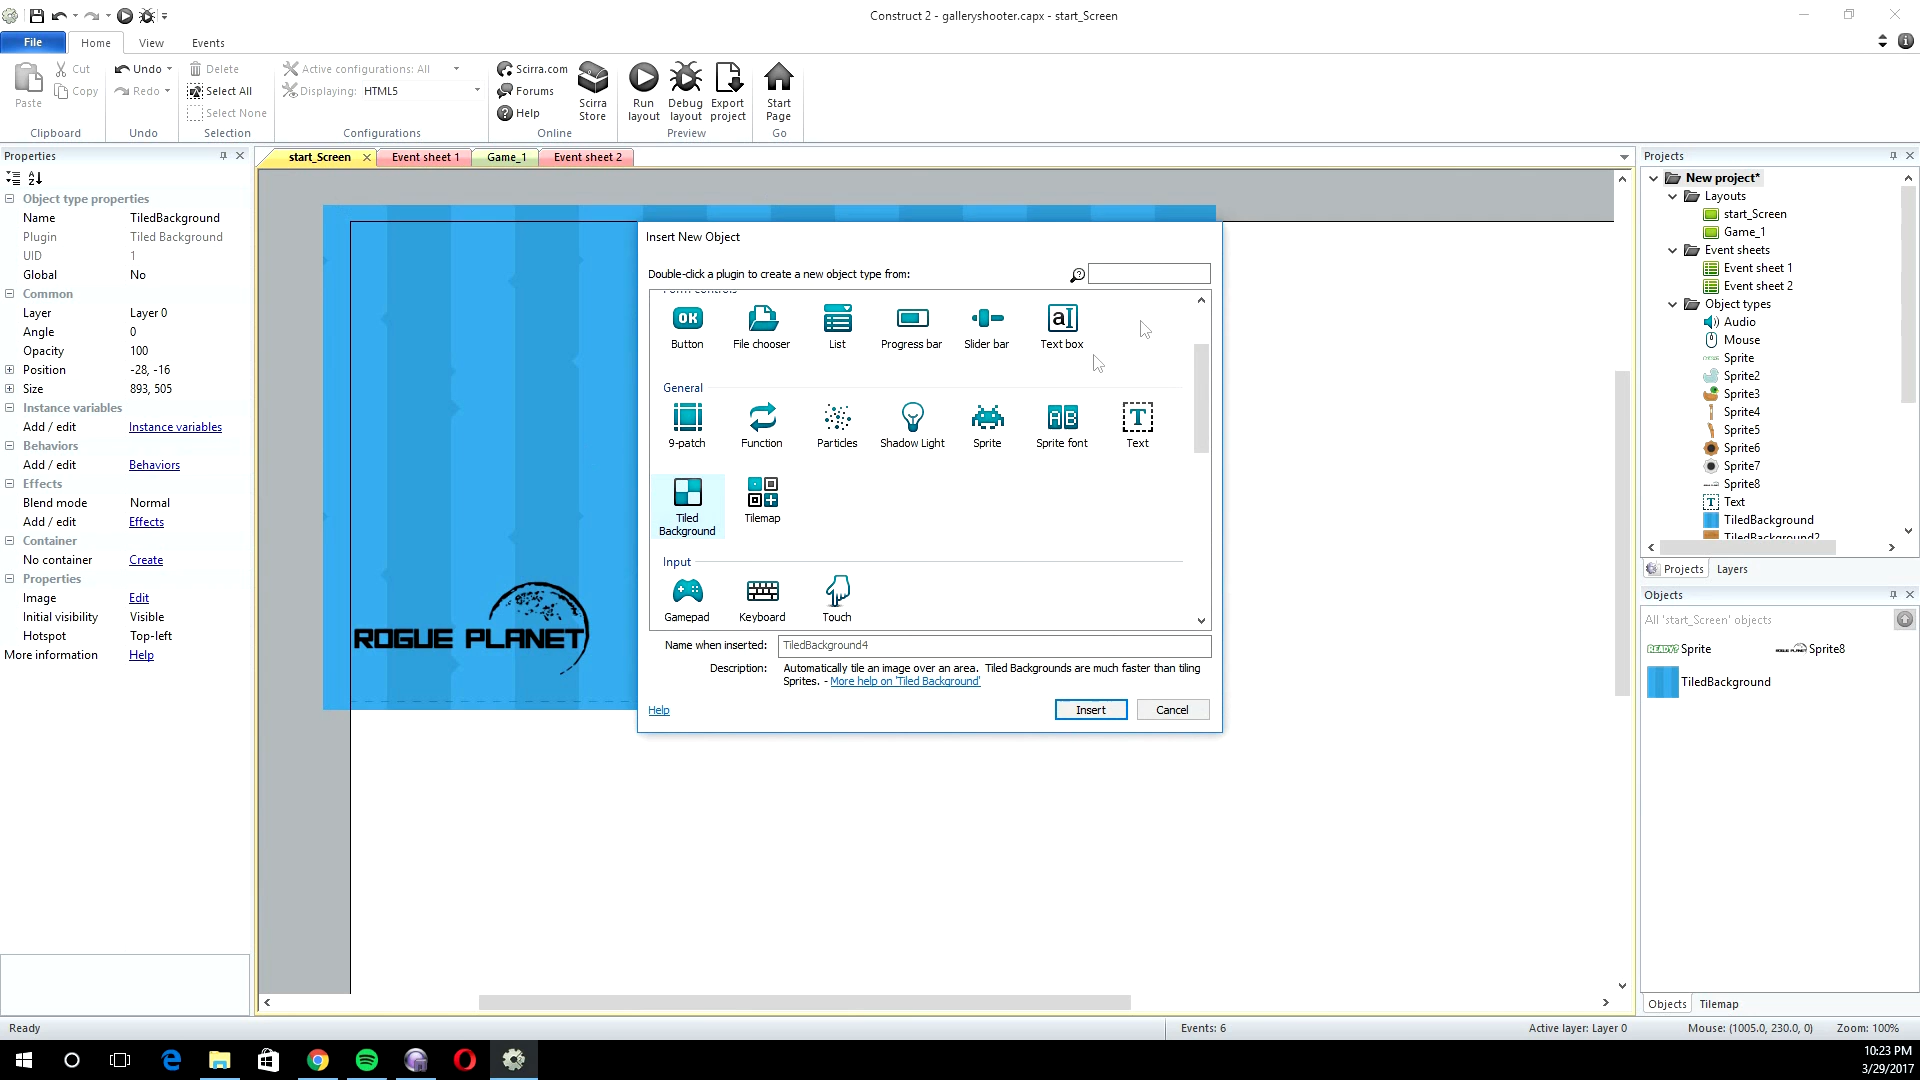 Construct 2 - galleryshooter.capx - start_Screen
File Home View Events
Paste Cut Copy Clipboard
Undo Redo Undo
Delete Select All Select None Selection
Active configurations: All
Displaying: HTML5
Configurations
Scirra.com Forums Help Scirra Store Online
Run layout Debug layout Export project Preview
Start Page Go
Properties
Object type properties
Name TiledBackground
Plugin Tiled Background
UID 1
Global No
Common
Layer Layer 0
Angle 0
Opacity 100
Position -28, -16
Size 893, 505
Instance variables
Add / edit Instance variables
Behaviors
Add / edit Behaviors
Effects
Blend mode Normal
Add / edit Effects
Container
No container Create
Properties
Image Edit
Initial visibility Visible
Hotspot Top-left
More information Help
start_Screen Event sheet 1 Game_1 Event sheet 2
ROGUE PLANET
Insert New Object
Double-click a plugin to create a new object type from:
Form controls
Button File chooser List Progress bar Slider bar Text box
General
9-patch Function Particles Shadow Light Sprite Sprite font Text
Tiled Background Tilemap
Input
Gamepad Keyboard Touch
Name when inserted: TiledBackground4
Description: Automatically tile an image over an area. Tiled Backgrounds are much faster than tiling
Sprites. - More help on 'Tiled Background'
Help Insert Cancel
Projects
New project*
Layouts
start_Screen
Game_1
Event sheets
Event sheet 1
Event sheet 2
Object types
Audio
Mouse
Sprite
Sprite2
Sprite3
Sprite4
Sprite5
Sprite6
Sprite7
Sprite8
Text
TiledBackground
TiledBackground2
Projects Layers
Objects
All 'start_Screen' objects
READY? Sprite ROGUE PLANET Sprite8
TiledBackground
Objects Tilemap
Ready Events: 6 Active layer: Layer 0 Mouse: (1005.0, 230.0, 0) Zoom: 100%
10:23 PM
3/29/2017